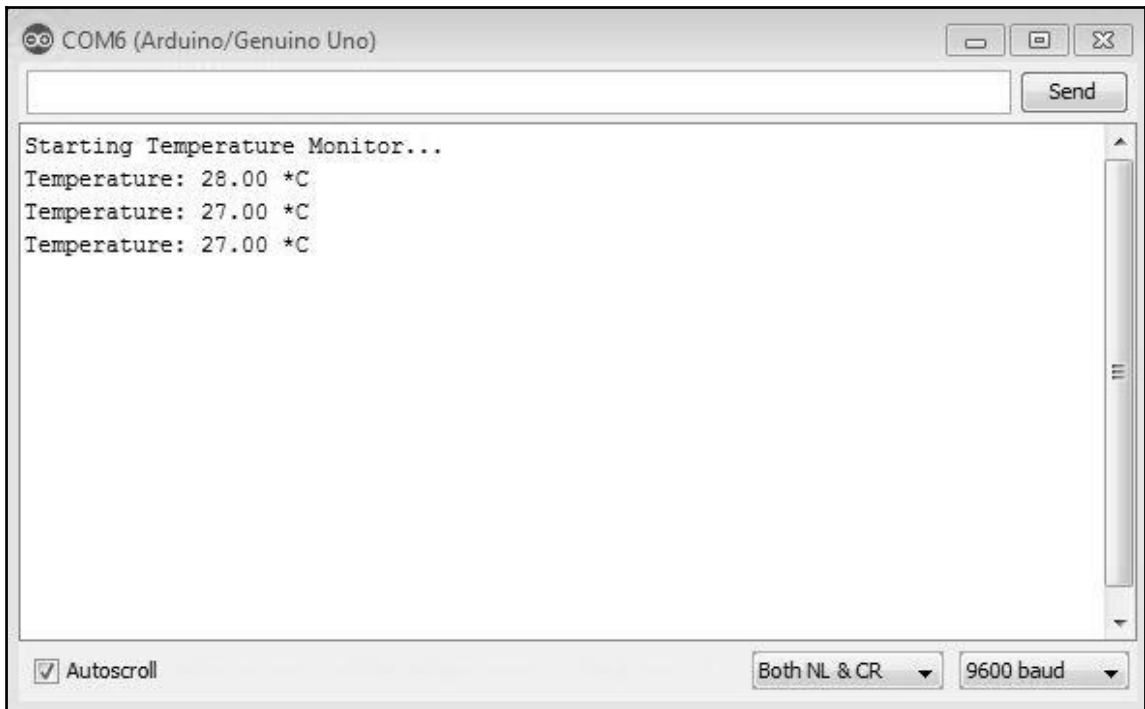 COM6 (Arduino/Genuino Uno)
Send
Starting Temperature Monitor...
Temperature: 28.00 *C
Temperature: 27.00 *C
Temperature: 27.00 *C
Autoscroll
Both NL & CR
9600 baud